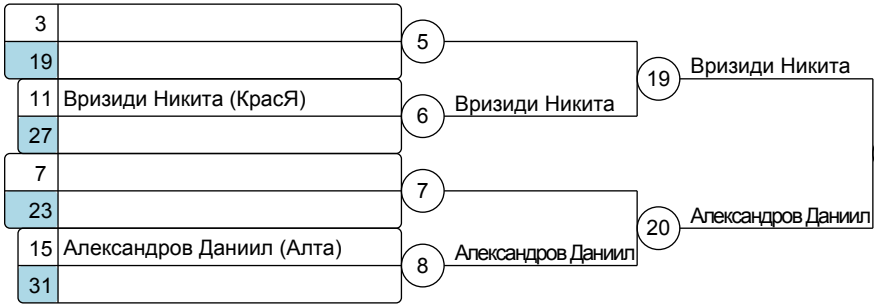 3
5
19
19 Вризиди Никита
11 Вризиди Никита (КрасЯ)
6 Вризиди Никита
27
7
7
23
20 Александров Даниил
15 Александров Даниил (Алта)
8 Александров Даниил
31